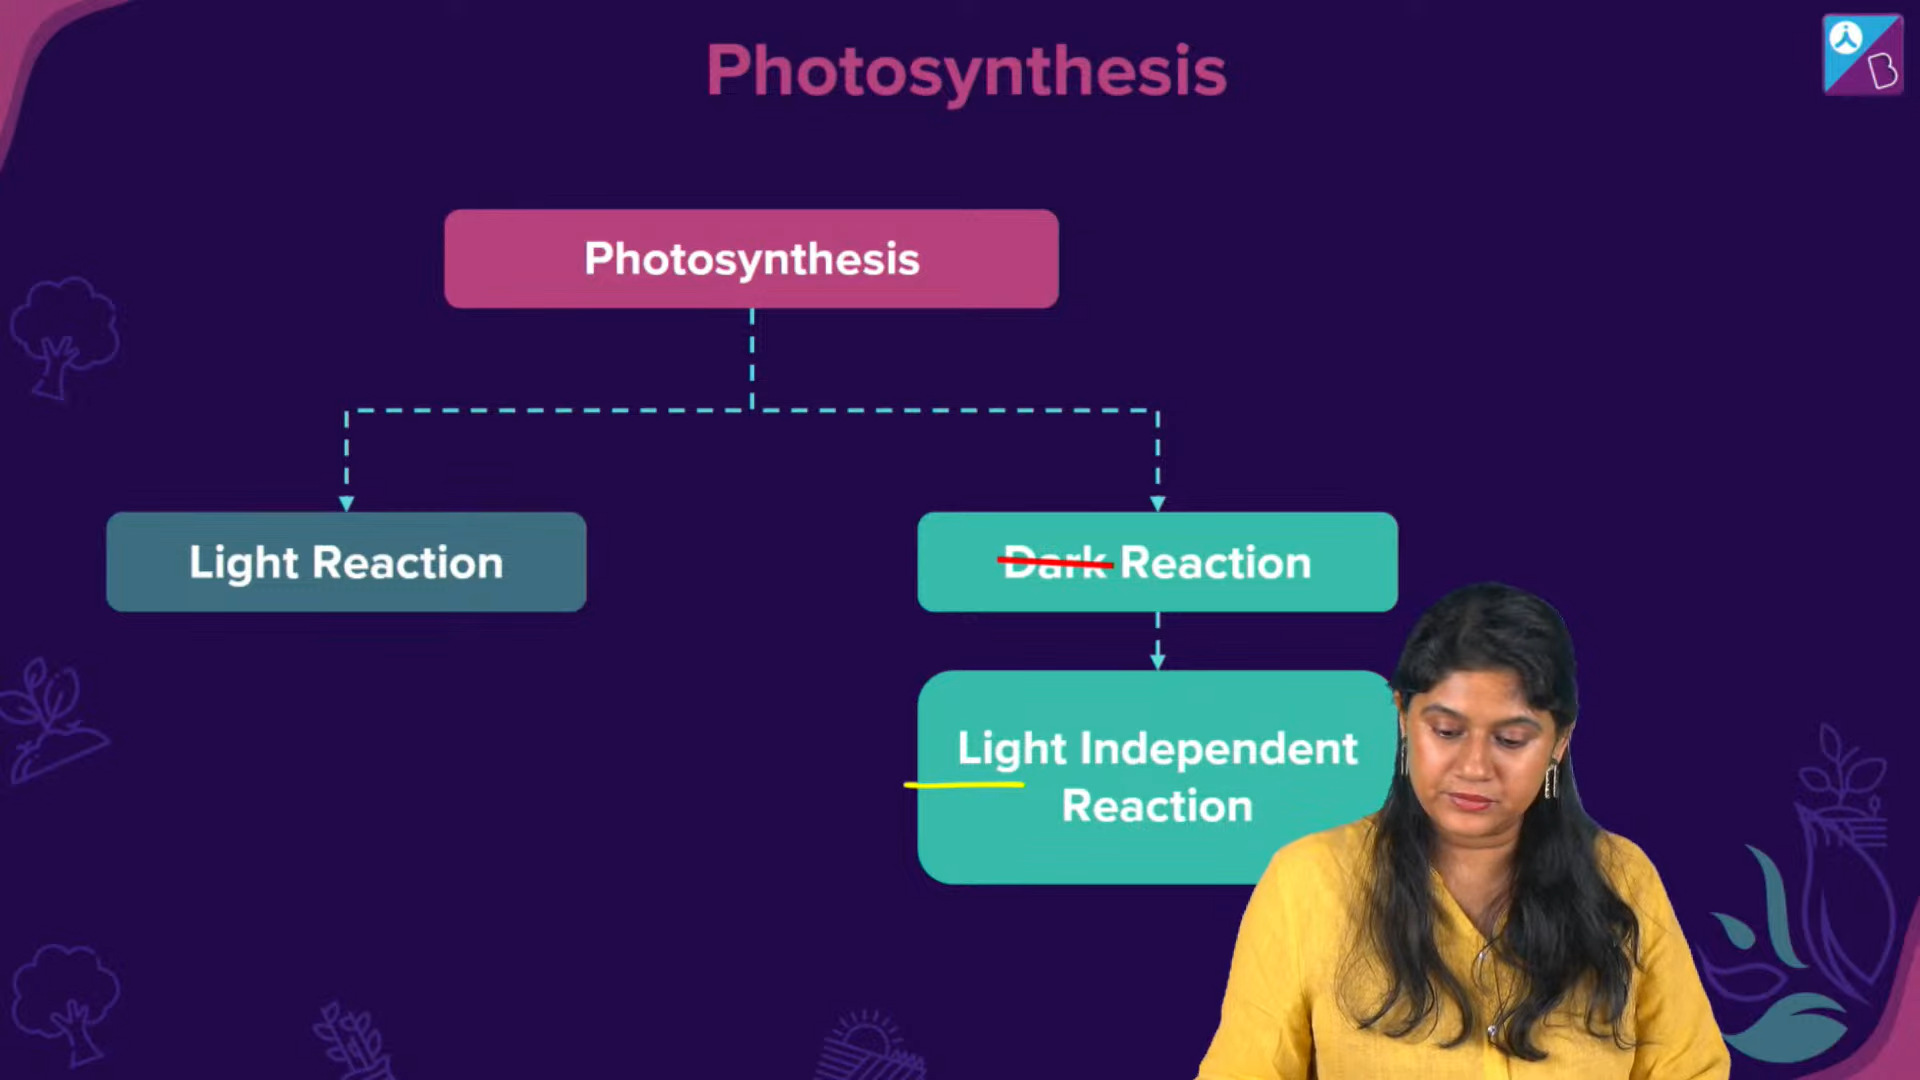 Photosynthesis
Photosynthesis
Light Reaction
Dark Reaction
Light Independent
Reaction